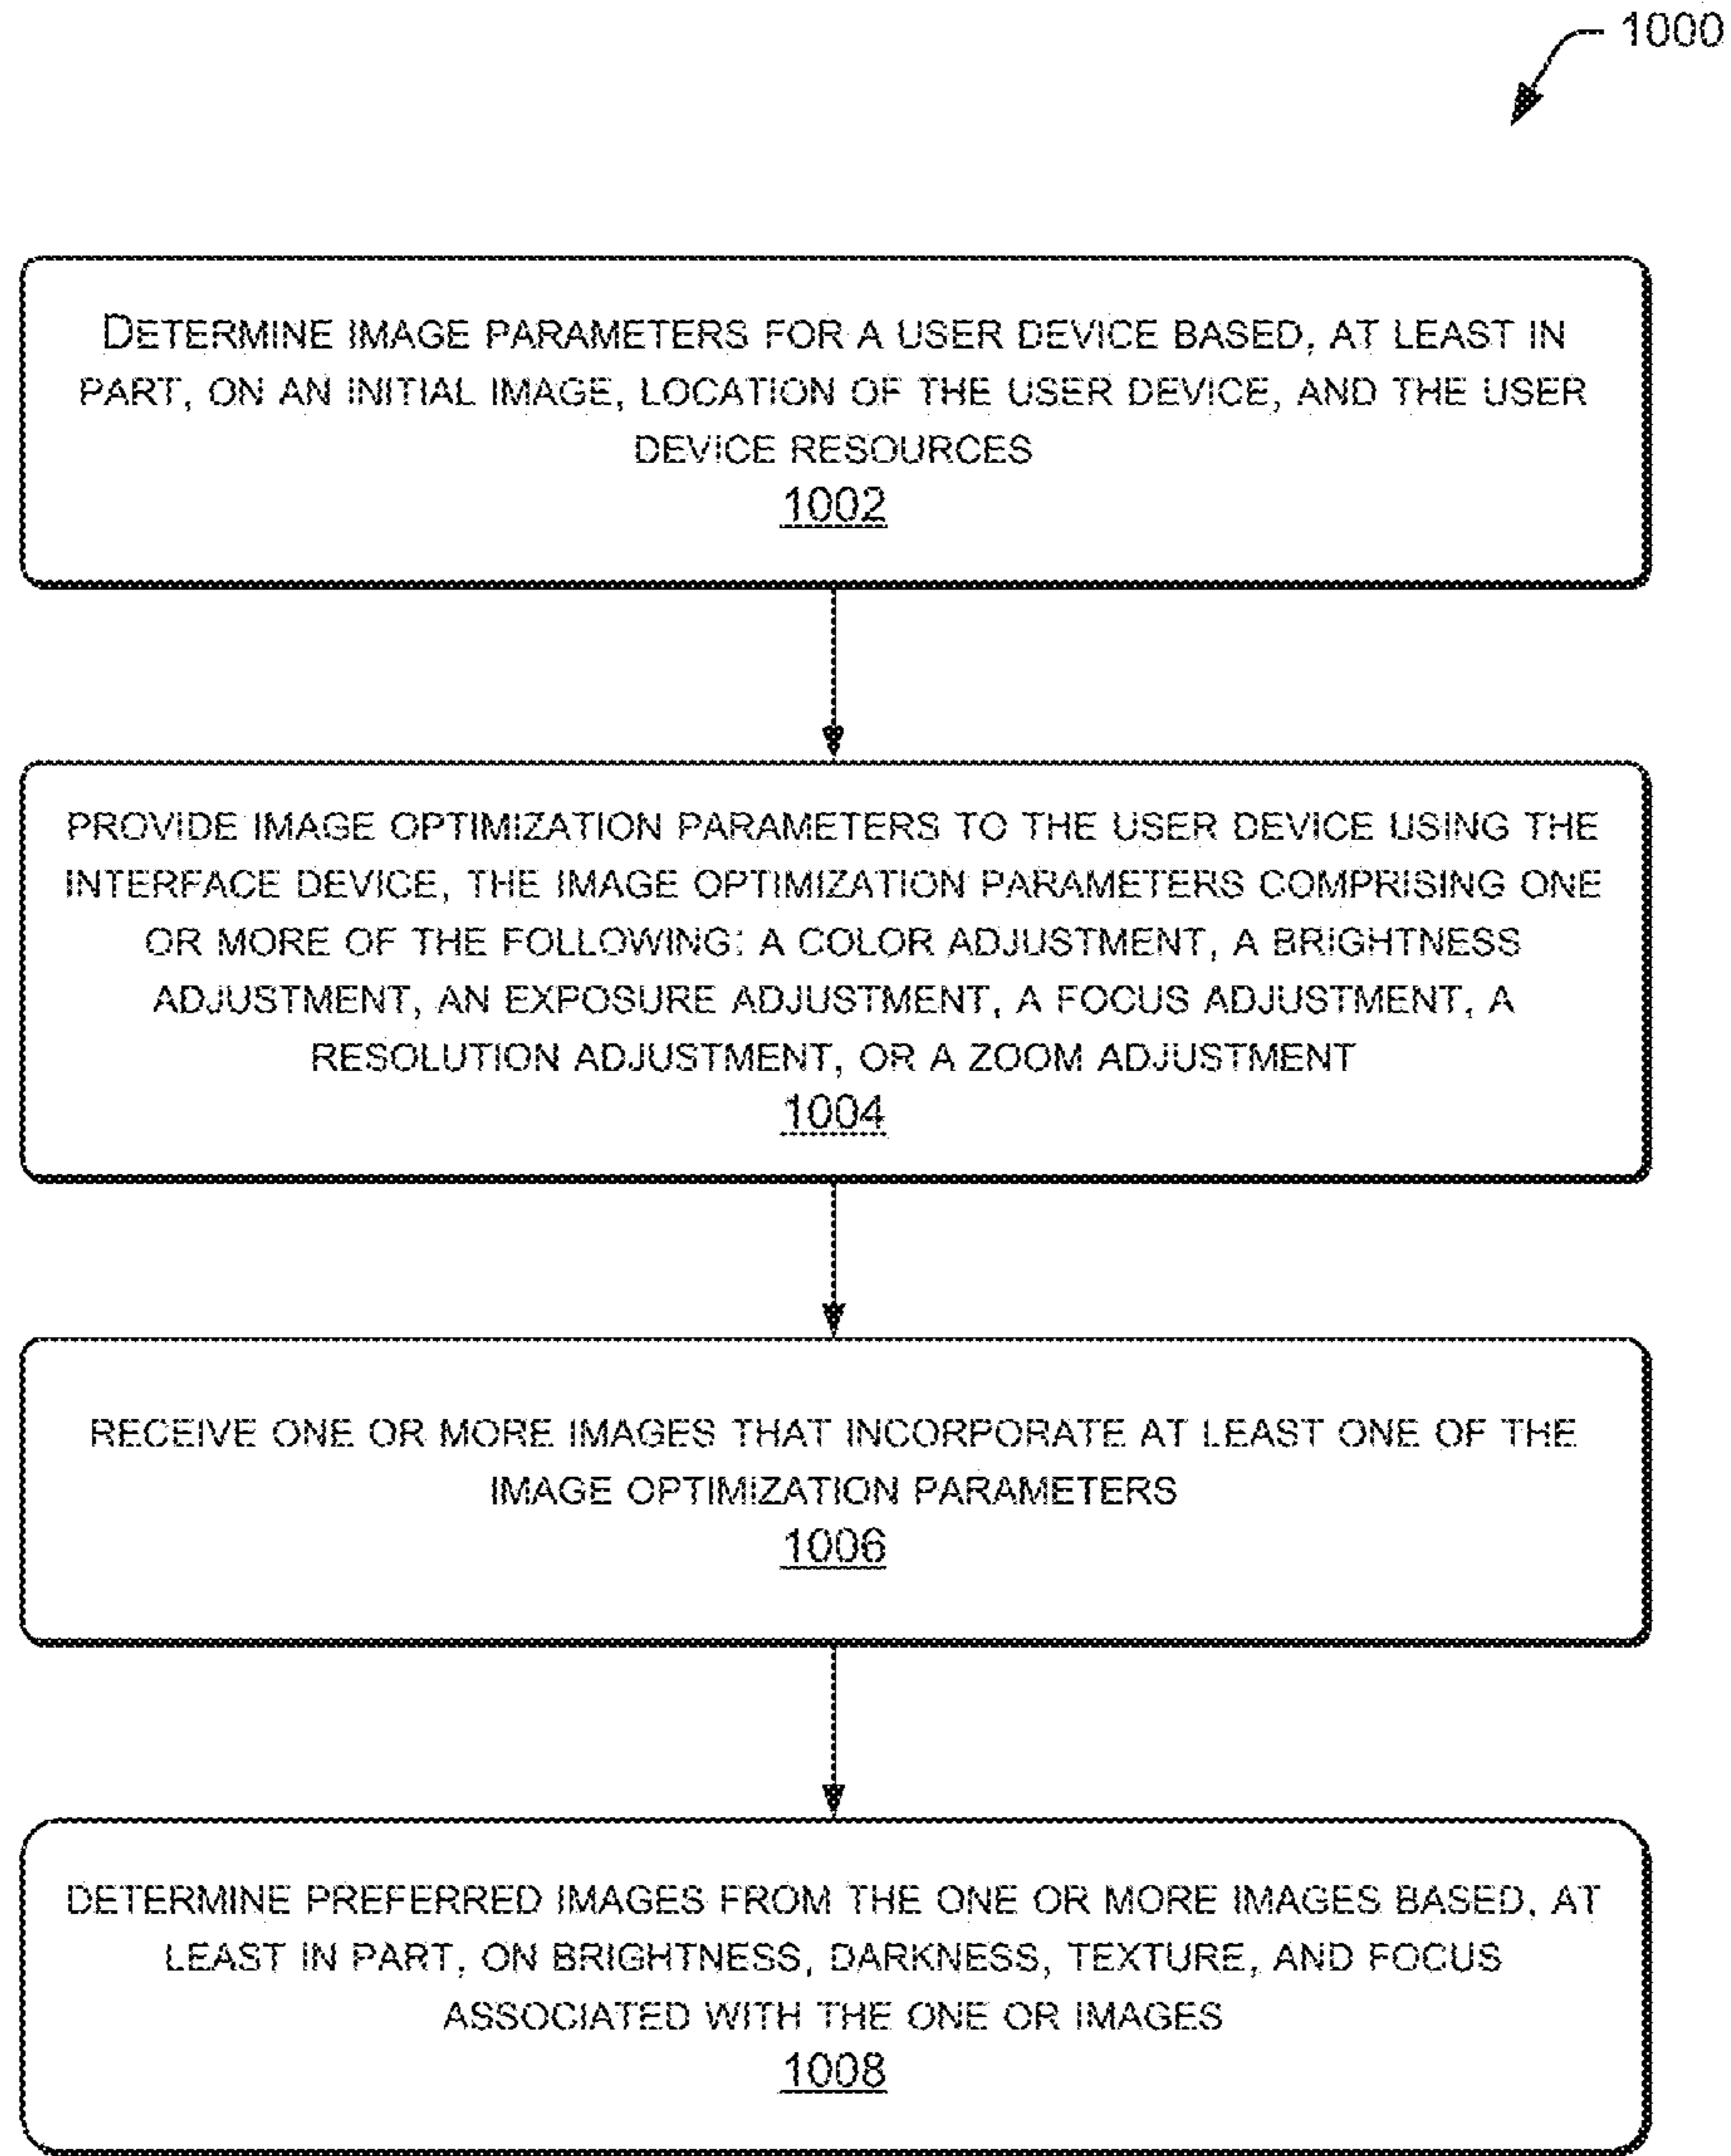 1000
DETERMINE IMAGE PARAMETERS FOR A USER DEVICE BASED, AT LEAST IN
PART, ON AN INITIAL IMAGE, LOCATION OF THE USER DEVICE, AND THE USER
DEVICE RESOURCES
1002
PROVIDE IMAGE OPTIMIZATION PARAMETERS TO THE USER DEVICE USING THE
INTERFACE DEVICE, THE IMAGE OPTIMIZATION PARAMETERS COMPRISING ONE
OR MORE OF THE FOLLOWING: A COLOR ADJUSTMENT, A BRIGHTNESS
ADJUSTMENT, AN EXPOSURE ADJUSTMENT, A FOCUS ADJUSTMENT, A
RESOLUTION ADJUSTMENT, OR A ZOOM ADJUSTMENT
1004
RECEIVE ONE OR MORE IMAGES THAT INCORPORATE AT LEAST ONE OF THE
IMAGE OPTIMIZATION PARAMETERS
1006
DETERMINE PREFERRED IMAGES FROM THE ONE OR MORE IMAGES BASED, AT
LEAST IN PART, ON BRIGHTNESS, DARKNESS, TEXTURE, AND FOCUS
ASSOCIATED WITH THE ONE OR IMAGES
1008